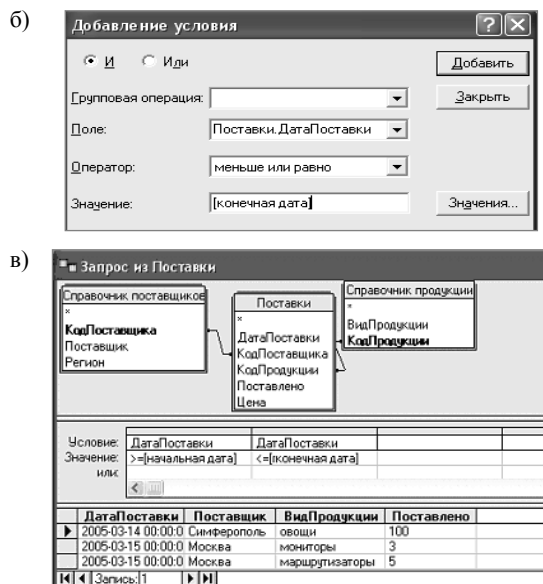 б)
Добавление условия
И Или
Добавить
Групповая операция:
Закрыть
Поле: Поставки.ДатаПоставки
Оператор: меньше или равно
Значение: [конечная дата] Значения...
в)
Запрос из Поставки
Справочник поставщиков
*
КодПоставщика
Поставщик
Регион
Поставки
*
ДатаПоставки
КодПоставщика
КодПродукции
Поставлено
Цена
Справочник продукции
*
ВидПродукции
КодПродукции
Условие: ДатаПоставки ДатаПоставки
Значение: >=[начальная дата] <=[конечная дата]
или:
ДатаПоставки Поставщик ВидПродукции Поставлено
2005-03-14 00:00:0 Симферополь овощи 100
2005-03-15 00:00:0 Москва мониторы 3
2005-03-15 00:00:0 Москва маршрутизаторы 5
Запись: 1